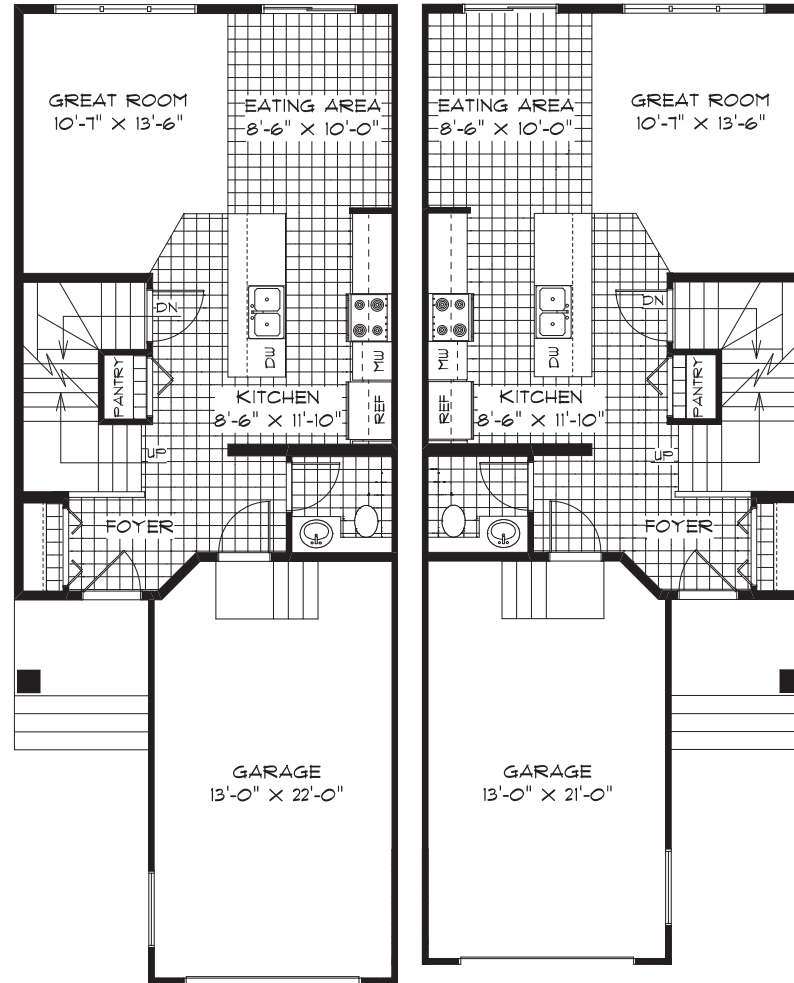 GREAT ROOM
10'-7" X 13'-6"
EATING AREA
8'-6" X 10'-0"
DN
DW
MW
PANTRY
KITCHEN
8'-6" X 11'-10"
REF
UP
FOYER
GARAGE
13'-0" X 22'-0"
EATING AREA
8'-6" X 10'-0"
GREAT ROOM
10'-7" X 13'-6"
DN
MW
DW
PANTRY
KITCHEN
8'-6" X 11'-10"
REF
UP
FOYER
GARAGE
13'-0" X 21'-0"